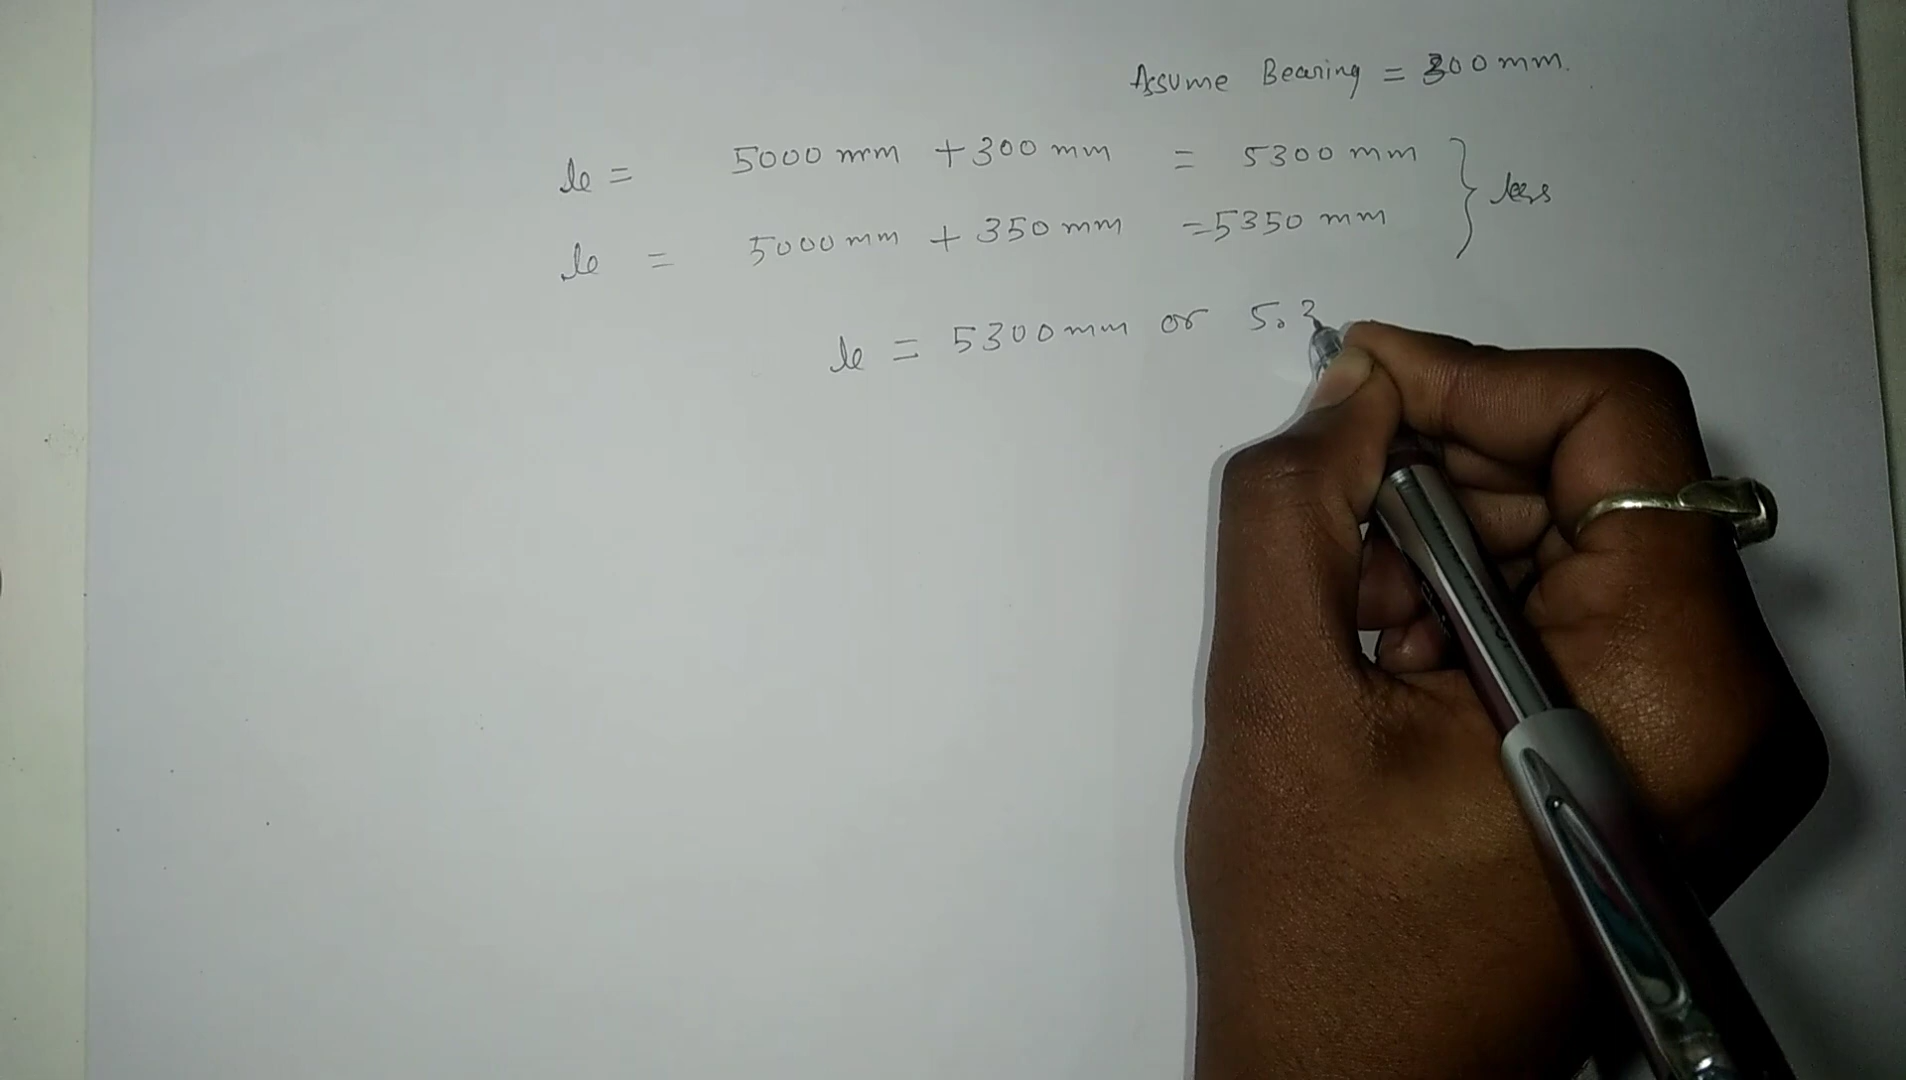 Assume Bearing = 300 mm.
le = 5000 mm + 300 mm = 5300 mm
le = 5000 mm + 350 mm = 5350 mm
less
le = 5300 mm or 5.3